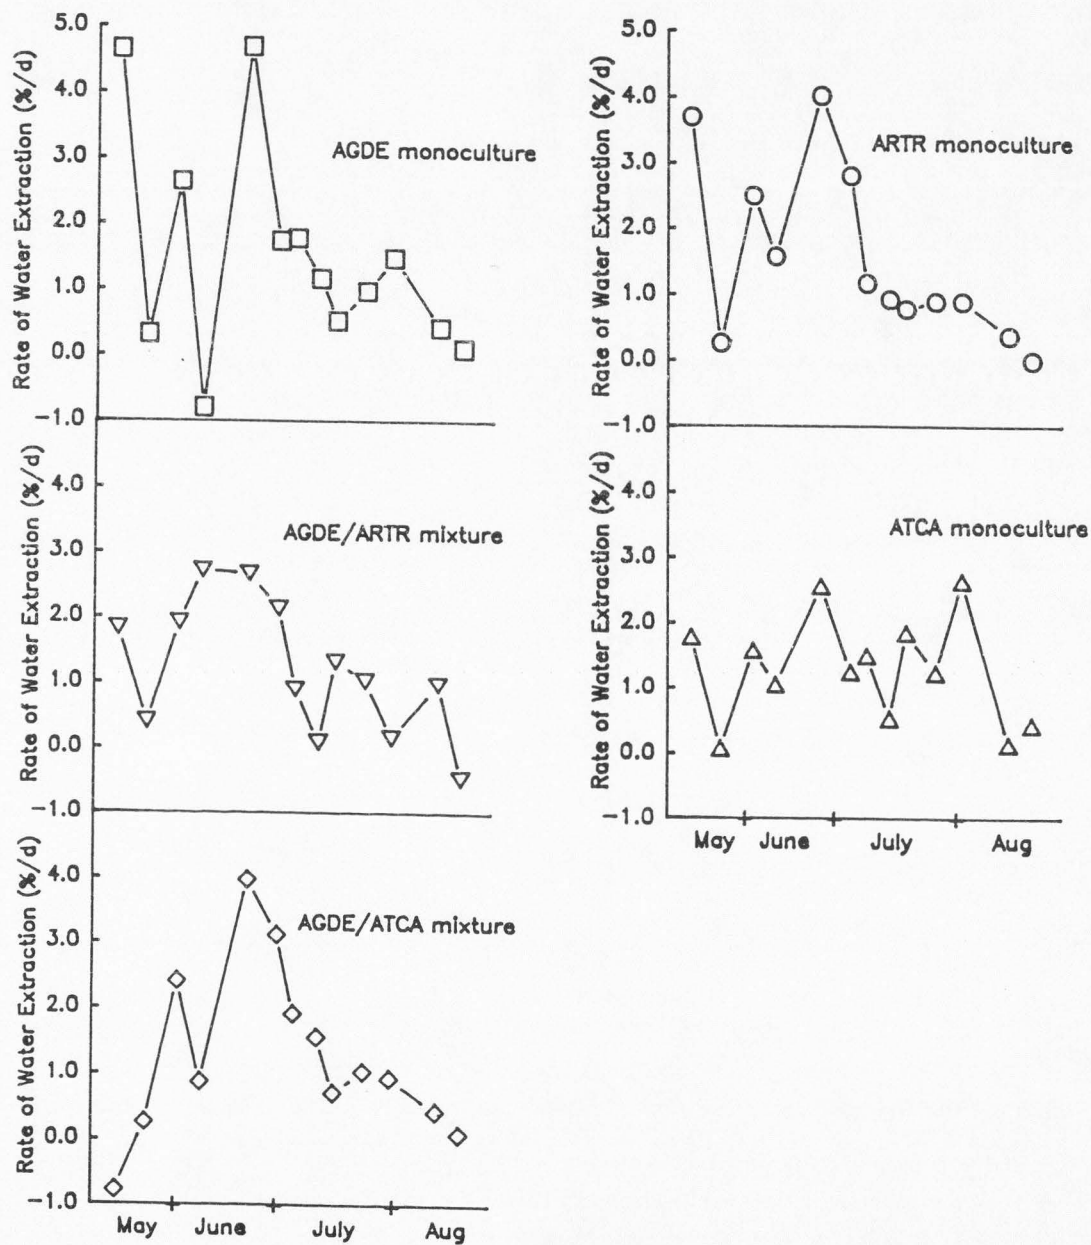 Rate of Water Extraction (%/d)
5.0
4.0
3.0
2.0
1.0
0.0
−1.0
AGDE monoculture
Rate of Water Extraction (%/d)
4.0
3.0
2.0
1.0
0.0
−1.0
AGDE/ARTR mixture
Rate of Water Extraction (%/d)
4.0
3.0
2.0
1.0
0.0
−1.0
AGDE/ATCA mixture
May June July Aug
Rate of Water Extraction (%/d)
5.0
4.0
3.0
2.0
1.0
0.0
−1.0
ARTR monoculture
Rate of Water Extraction (%/d)
4.0
3.0
2.0
1.0
0.0
−1.0
ATCA monoculture
May June July Aug